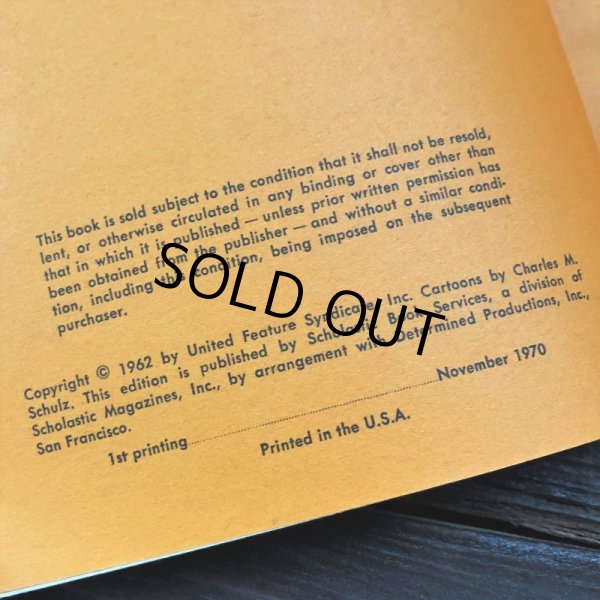 This book is sold subject to the condition that it shall not be resold,
lent, or otherwise circulated in any binding or cover other than
that in which it is published — unless prior written permission has
been obtained from the publisher — and without a similar condi-
tion, including this condition, being imposed on the subsequent
purchaser.
SOLD OUT
Copyright © 1962 by United Feature Syndicate, Inc. Cartoons by Charles M.
Schulz. This edition is published by Scholastic Book Services, a division of
Scholastic Magazines, Inc., by arrangement with Determined Productions, Inc.,
San Francisco.
1st printing..............................November 1970
Printed in the U.S.A.